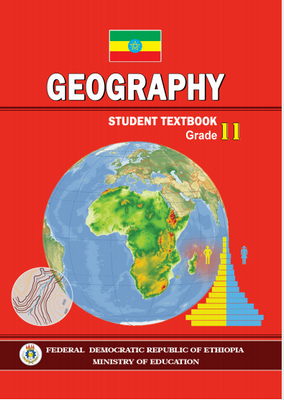 GEOGRAPHY
STUDENT TEXTBOOK
Grade 11
FEDERAL DEMOCRATIC REPUBLIC OF ETHIOPIA
MINISTRY OF EDUCATION